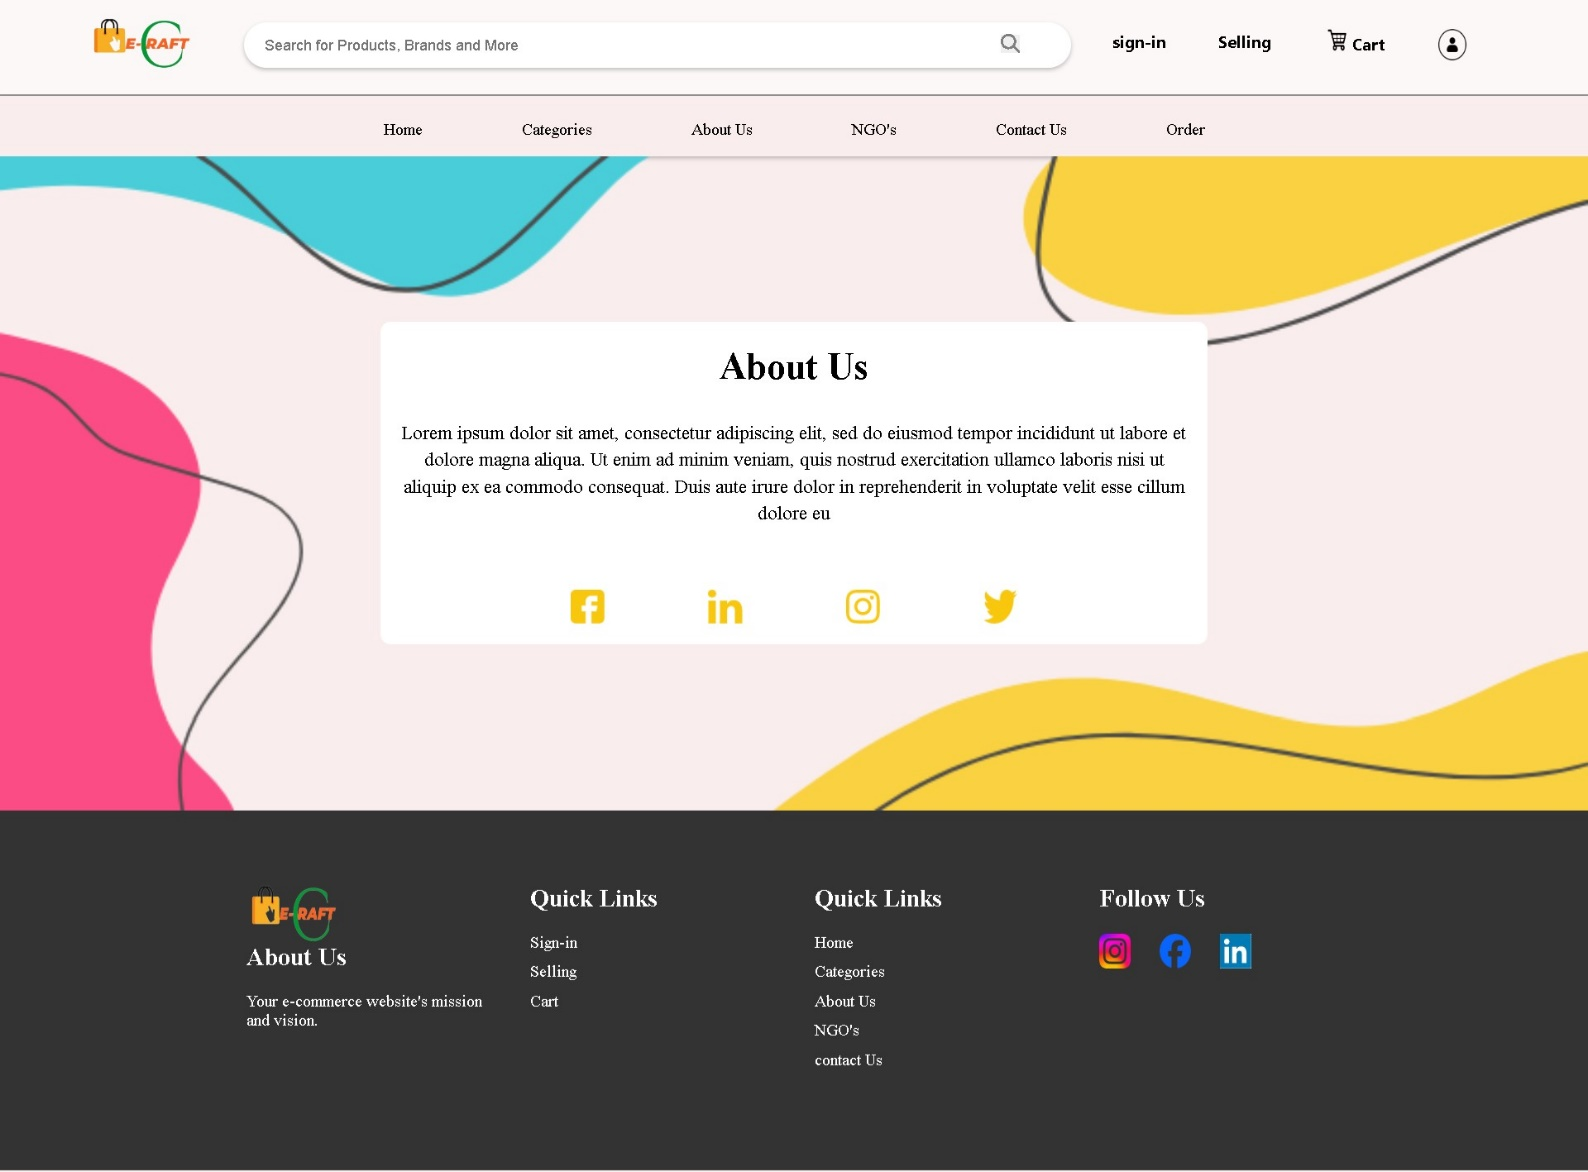 E-CRAFT
Search for Products, Brands and More
sign-in
Selling
Cart
Home
Categories
About Us
NGO's
Contact Us
Order
About Us
Lorem ipsum dolor sit amet, consectetur adipiscing elit, sed do eiusmod tempor incididunt ut labore et
dolore magna aliqua. Ut enim ad minim veniam, quis nostrud exercitation ullamco laboris nisi ut
aliquip ex ea commodo consequat. Duis aute irure dolor in reprehenderit in voluptate velit esse cillum
dolore eu
E-CRAFT
About Us
Your e-commerce website's mission
and vision.
Quick Links
Sign-in
Selling
Cart
Quick Links
Home
Categories
About Us
NGO's
contact Us
Follow Us